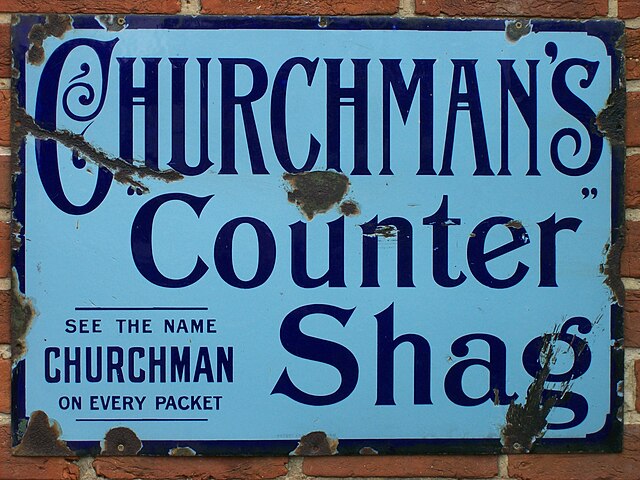 CHURCHMAN'S
"Counter"
Shag
SEE THE NAME
CHURCHMAN
ON EVERY PACKET